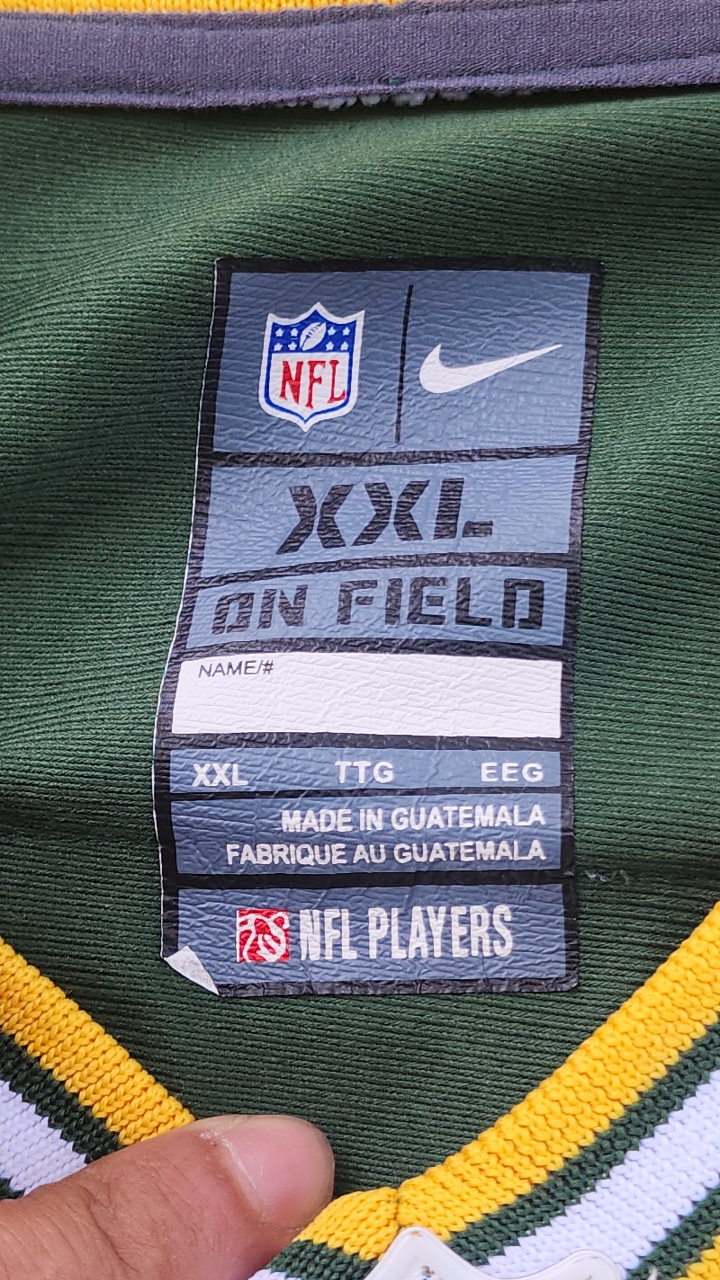 NFL
XXL
ON FIELD
NAME/#
XXL TTG EEG
MADE IN GUATEMALA
FABRIQUE AU GUATEMALA
NFL PLAYERS